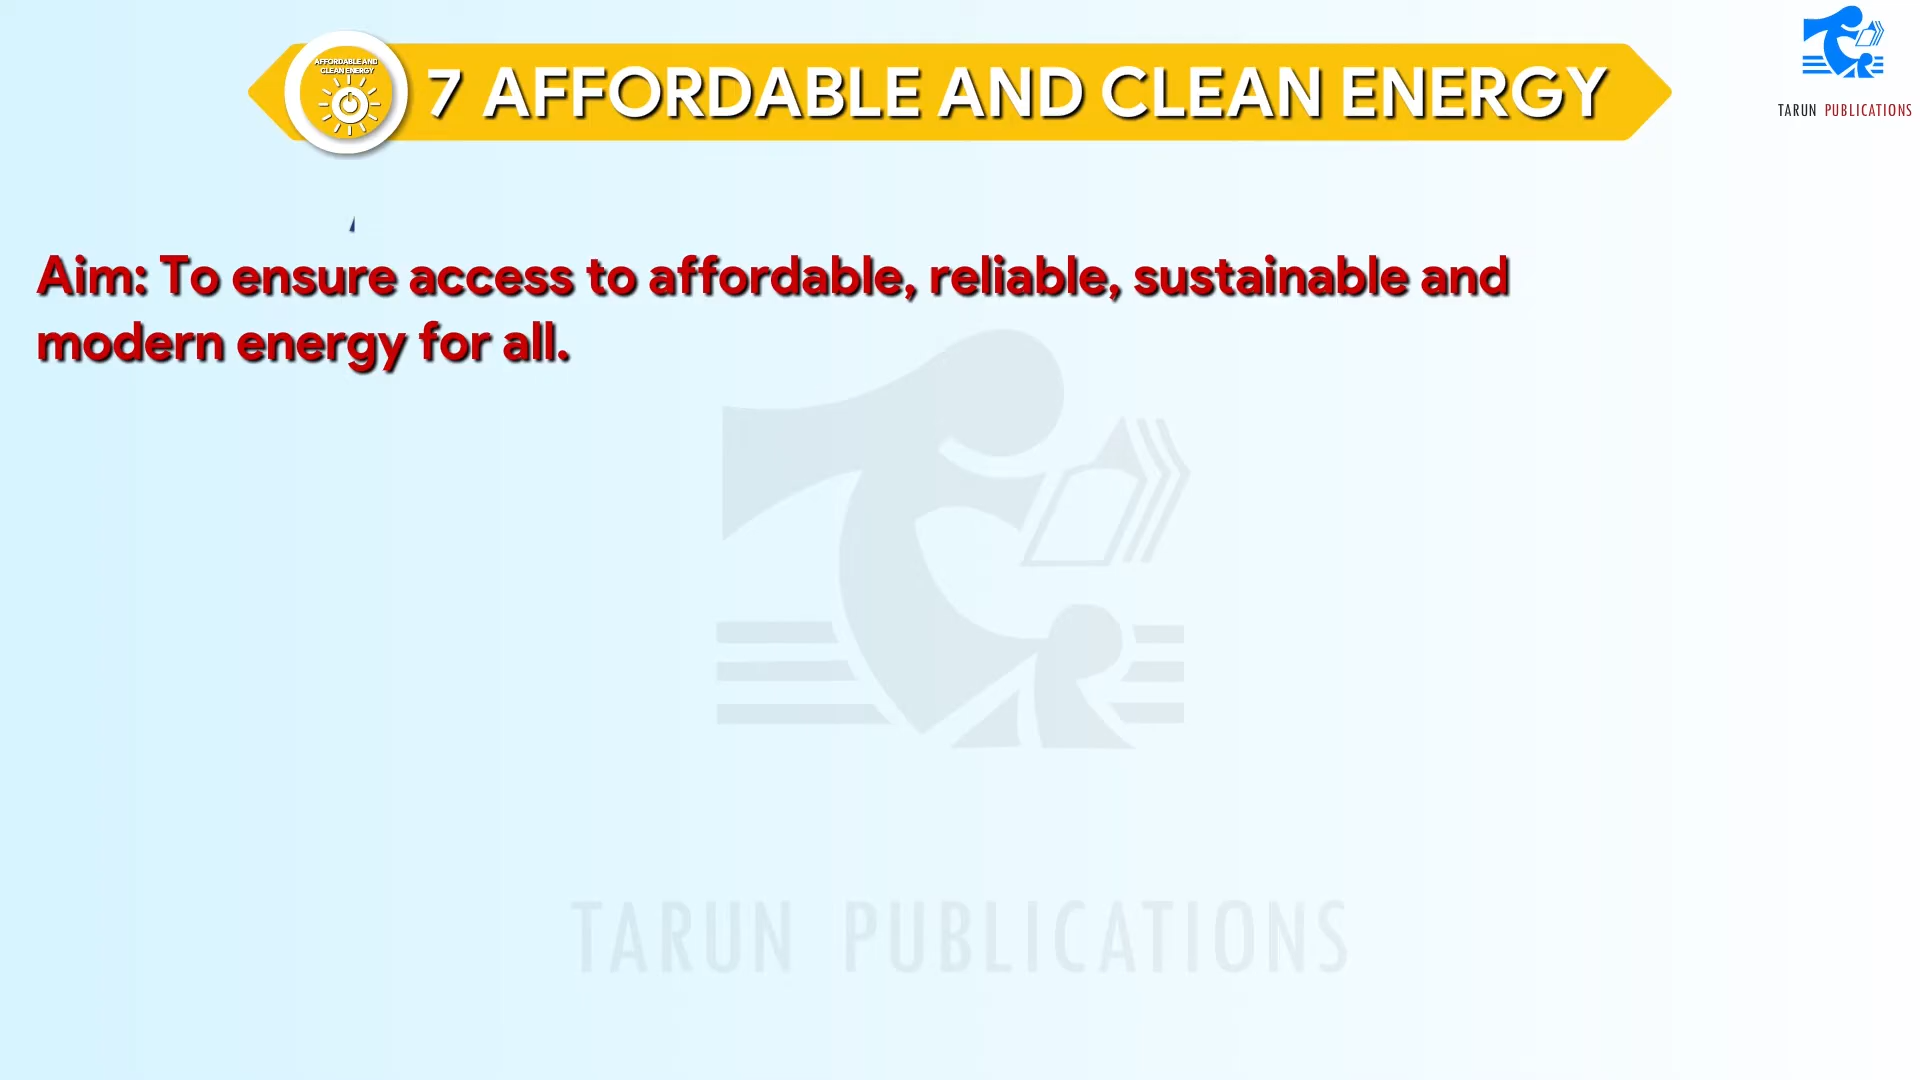 AFFORDABLE AND
CLEAN ENERGY
7 AFFORDABLE AND CLEAN ENERGY
TARUN PUBLICATIONS
Aim: To ensure access to affordable, reliable, sustainable and
modern energy for all.
TARUN PUBLICATIONS